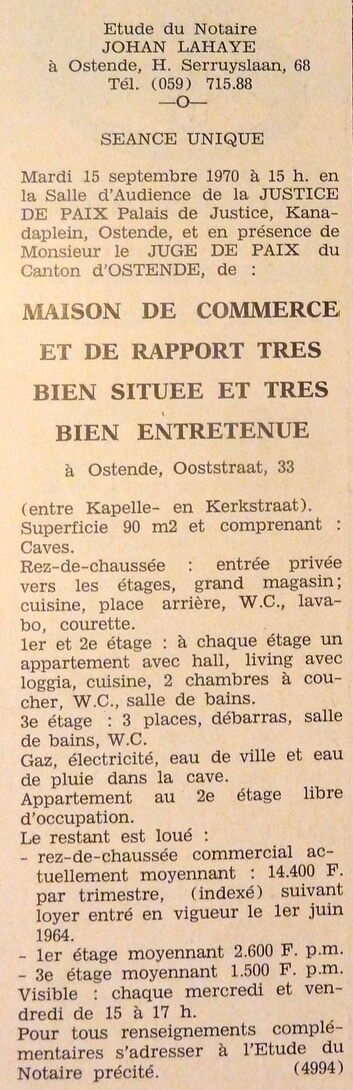 Etude du Notaire
JOHAN LAHAYE
à Ostende, H. Serruyslaan, 68
Tél. (059) 715.88
—O—
SEANCE UNIQUE
Mardi 15 septembre 1970 à 15 h. en
la Salle d'Audience de la JUSTICE
DE PAIX Palais de Justice, Kana-
daplein, Ostende, et en présence de
Monsieur le JUGE DE PAIX du
Canton d'OSTENDE, de :
MAISON DE COMMERCE
ET DE RAPPORT TRES
BIEN SITUEE ET TRES
BIEN ENTRETENUE
à Ostende, Ooststraat, 33
(entre Kapelle- en Kerkstraat).
Superficie 90 m2 et comprenant :
Caves.
Rez-de-chaussée : entrée privée
vers les étages, grand magasin;
cuisine, place arrière, W.C., lava-
bo, courette.
1er et 2e étage : à chaque étage un
appartement avec hall, living avec
loggia, cuisine, 2 chambres à cou-
cher, W.C., salle de bains.
3e étage : 3 places, débarras, salle
de bains, W.C.
Gaz, électricité, eau de ville et eau
de pluie dans la cave.
Appartement au 2e étage libre
d'occupation.
Le restant est loué :
- rez-de-chaussée commercial ac-
tuellement moyennant : 14.400 F.
par trimestre, (indexé) suivant
loyer entré en vigueur le 1er juin
1964.
- 1er étage moyennant 2.600 F. p.m.
- 3e étage moyennant 1.500 F. p.m.
Visible : chaque mercredi et ven-
dredi de 15 à 17 h.
Pour tous renseignements complé-
mentaires s'adresser à l'Etude du
Notaire précité. (4994)